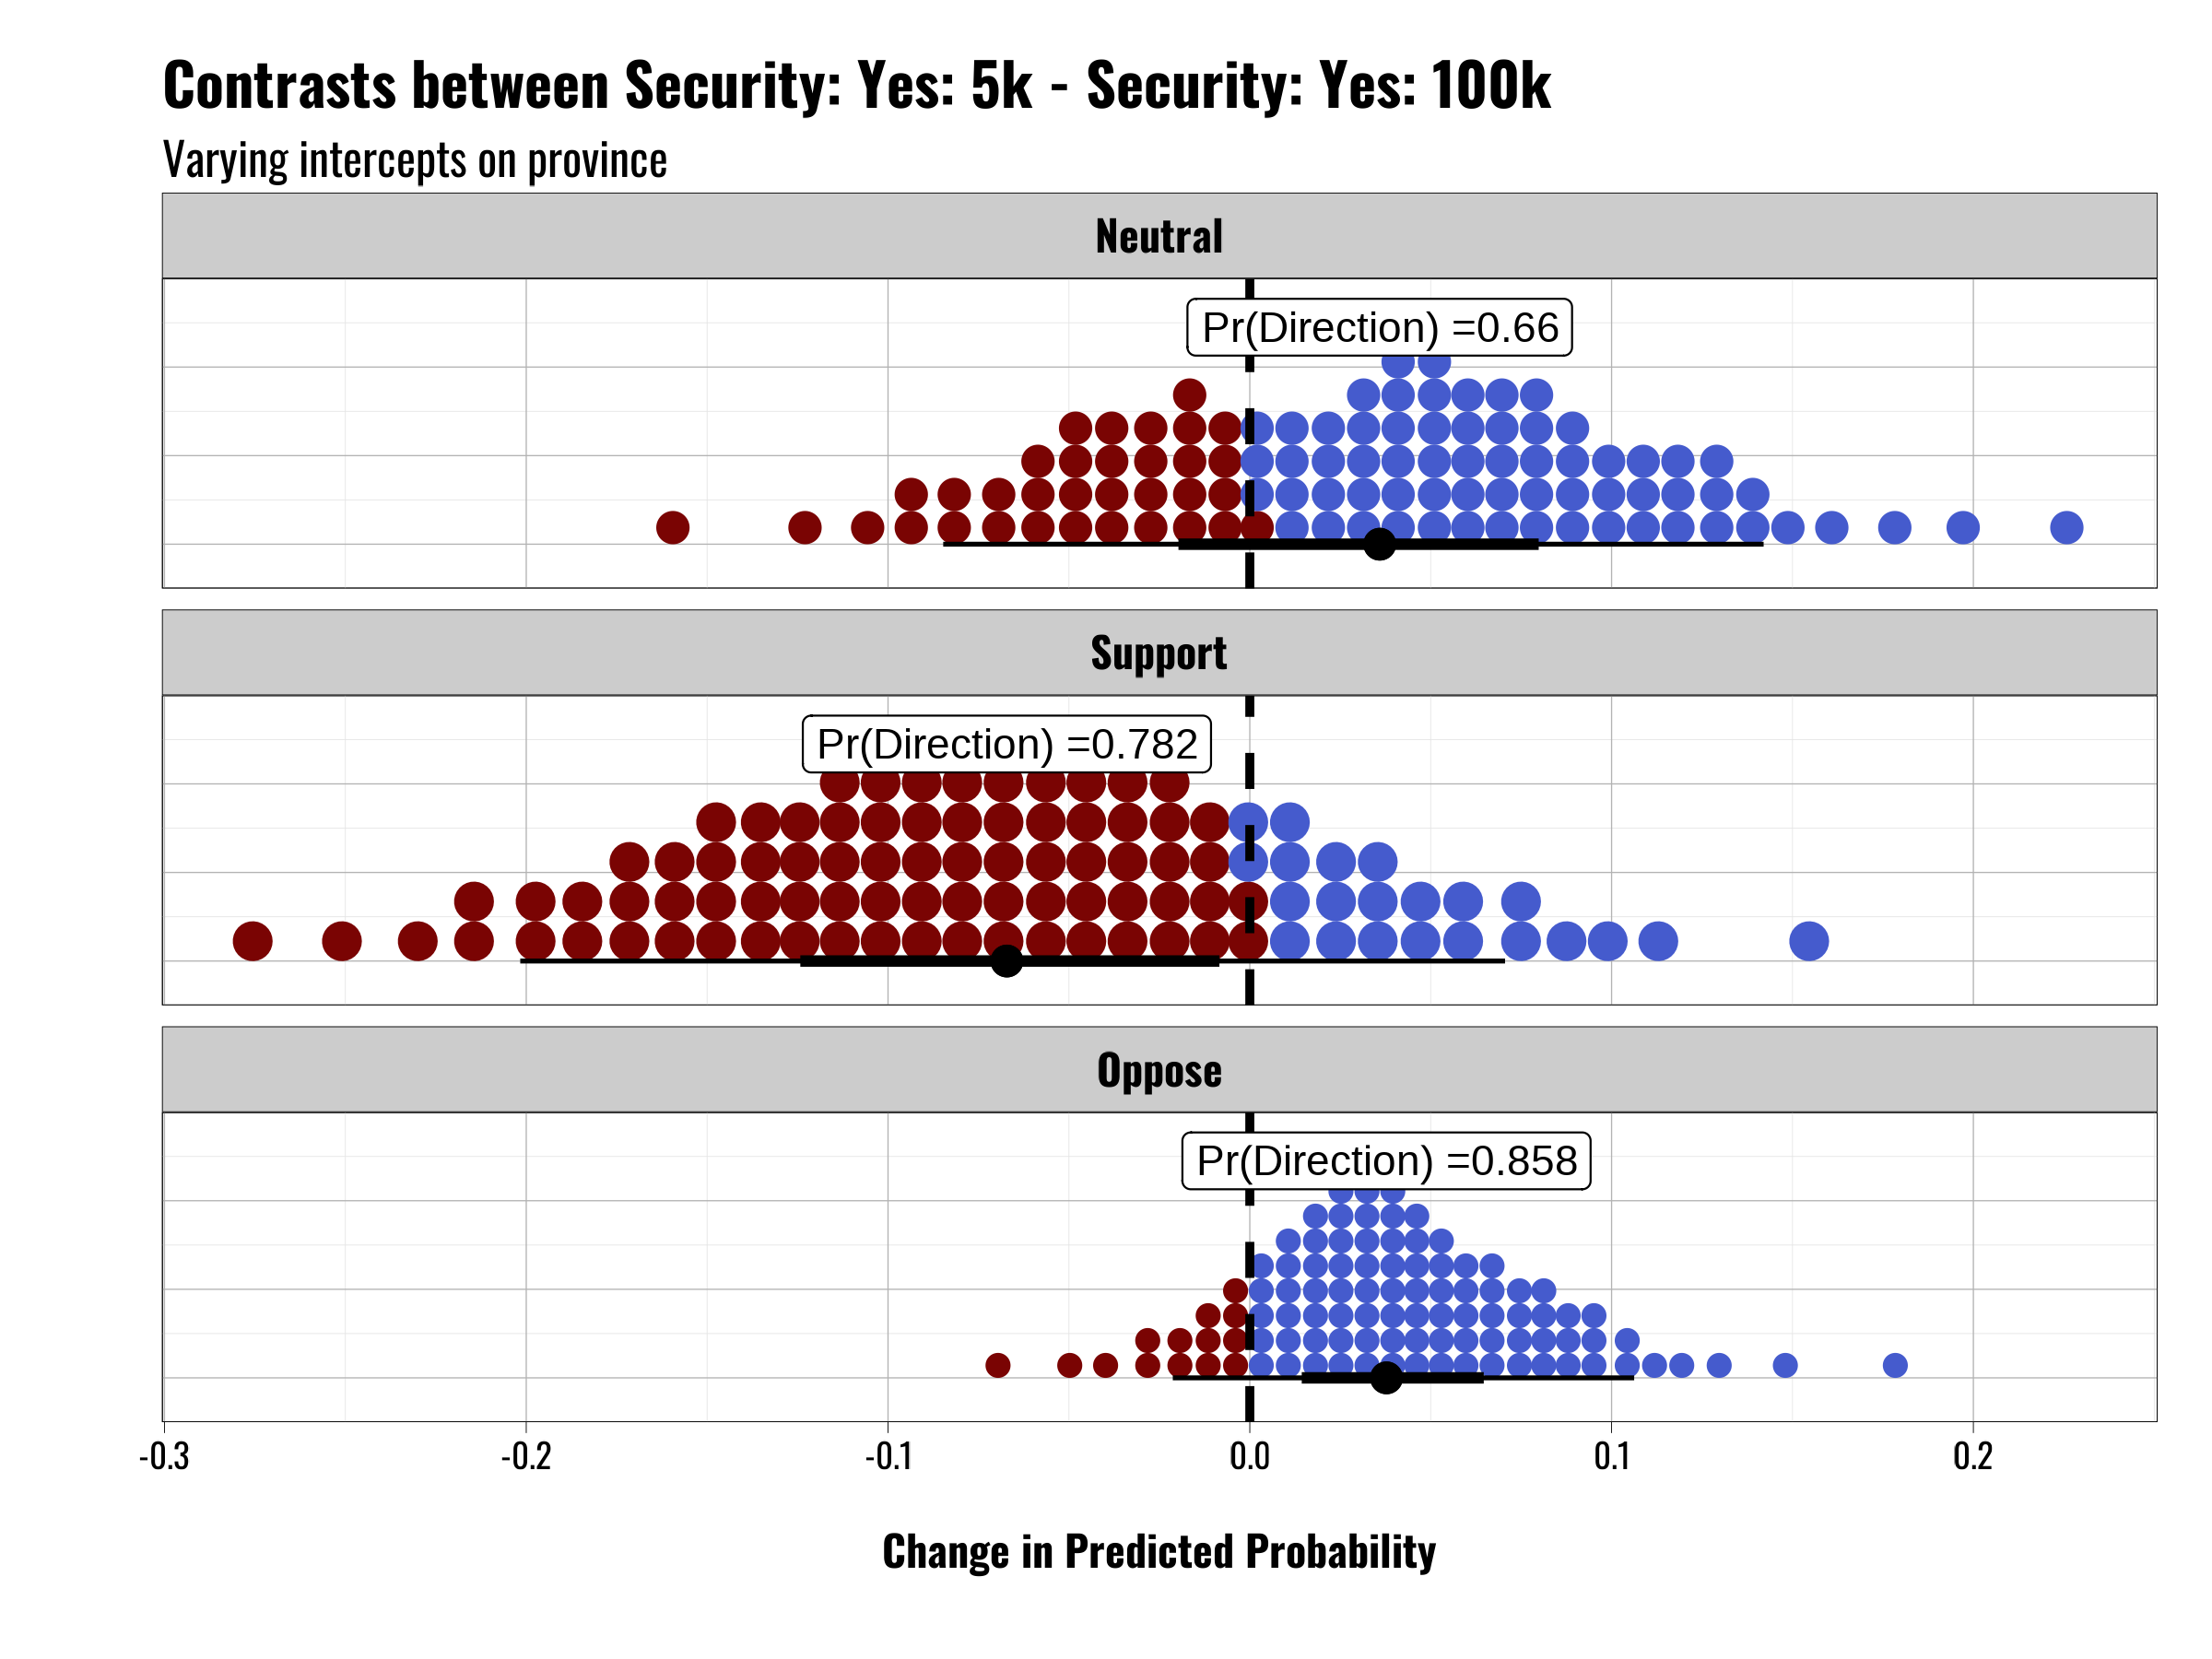 Contrasts between Security: Yes: 5k - Security: Yes: 100k
Varying intercepts on province
Neutral
Pr(Direction) =0.66
Support
Pr(Direction) =0.782
Oppose
Pr(Direction) =0.858
-0.3 -0.2 -0.1 0.0 0.1 0.2
Change in Predicted Probability